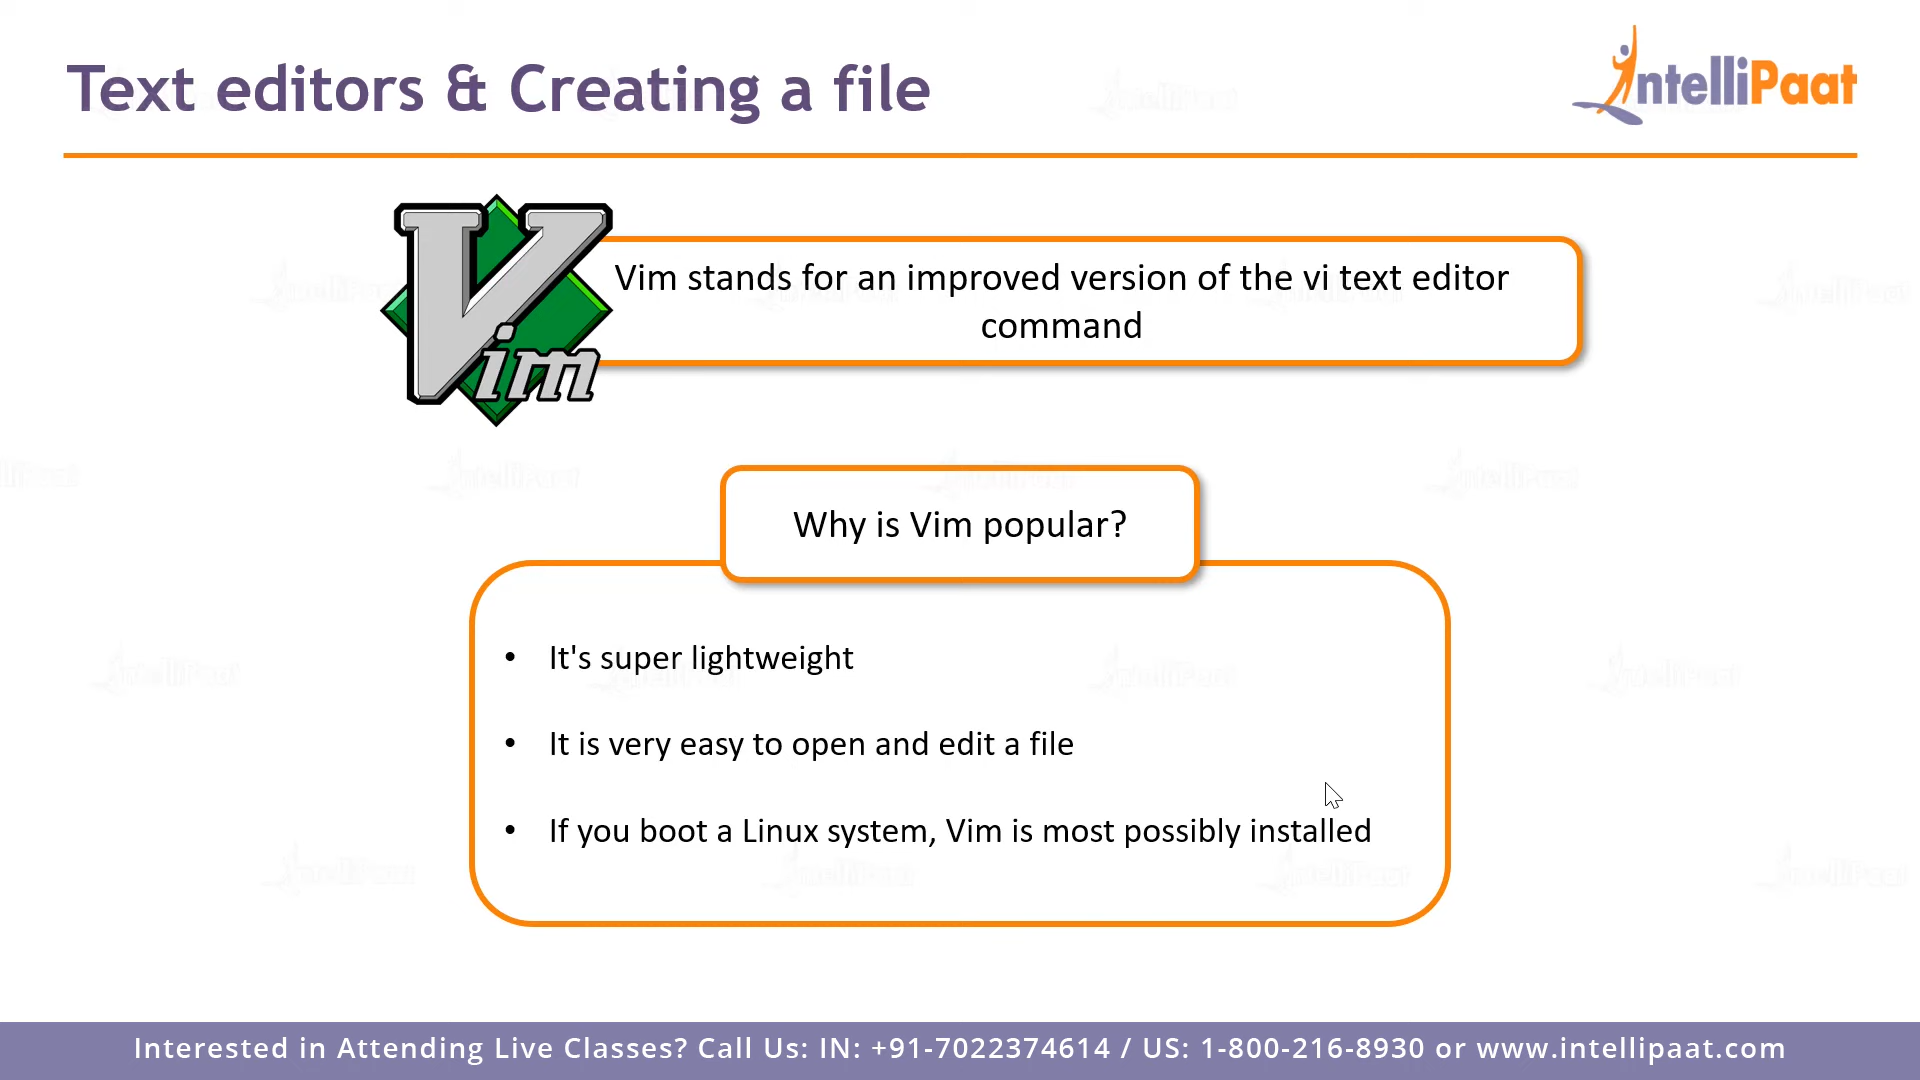 Text editors & Creating a file
IntelliPaat
Vim
Vim stands for an improved version of the vi text editor
command
Why is Vim popular?
• It's super lightweight
• It is very easy to open and edit a file
• If you boot a Linux system, Vim is most possibly installed
Interested in Attending Live Classes? Call Us: IN: +91-7022374614 / US: 1-800-216-8930 or www.intellipaat.com